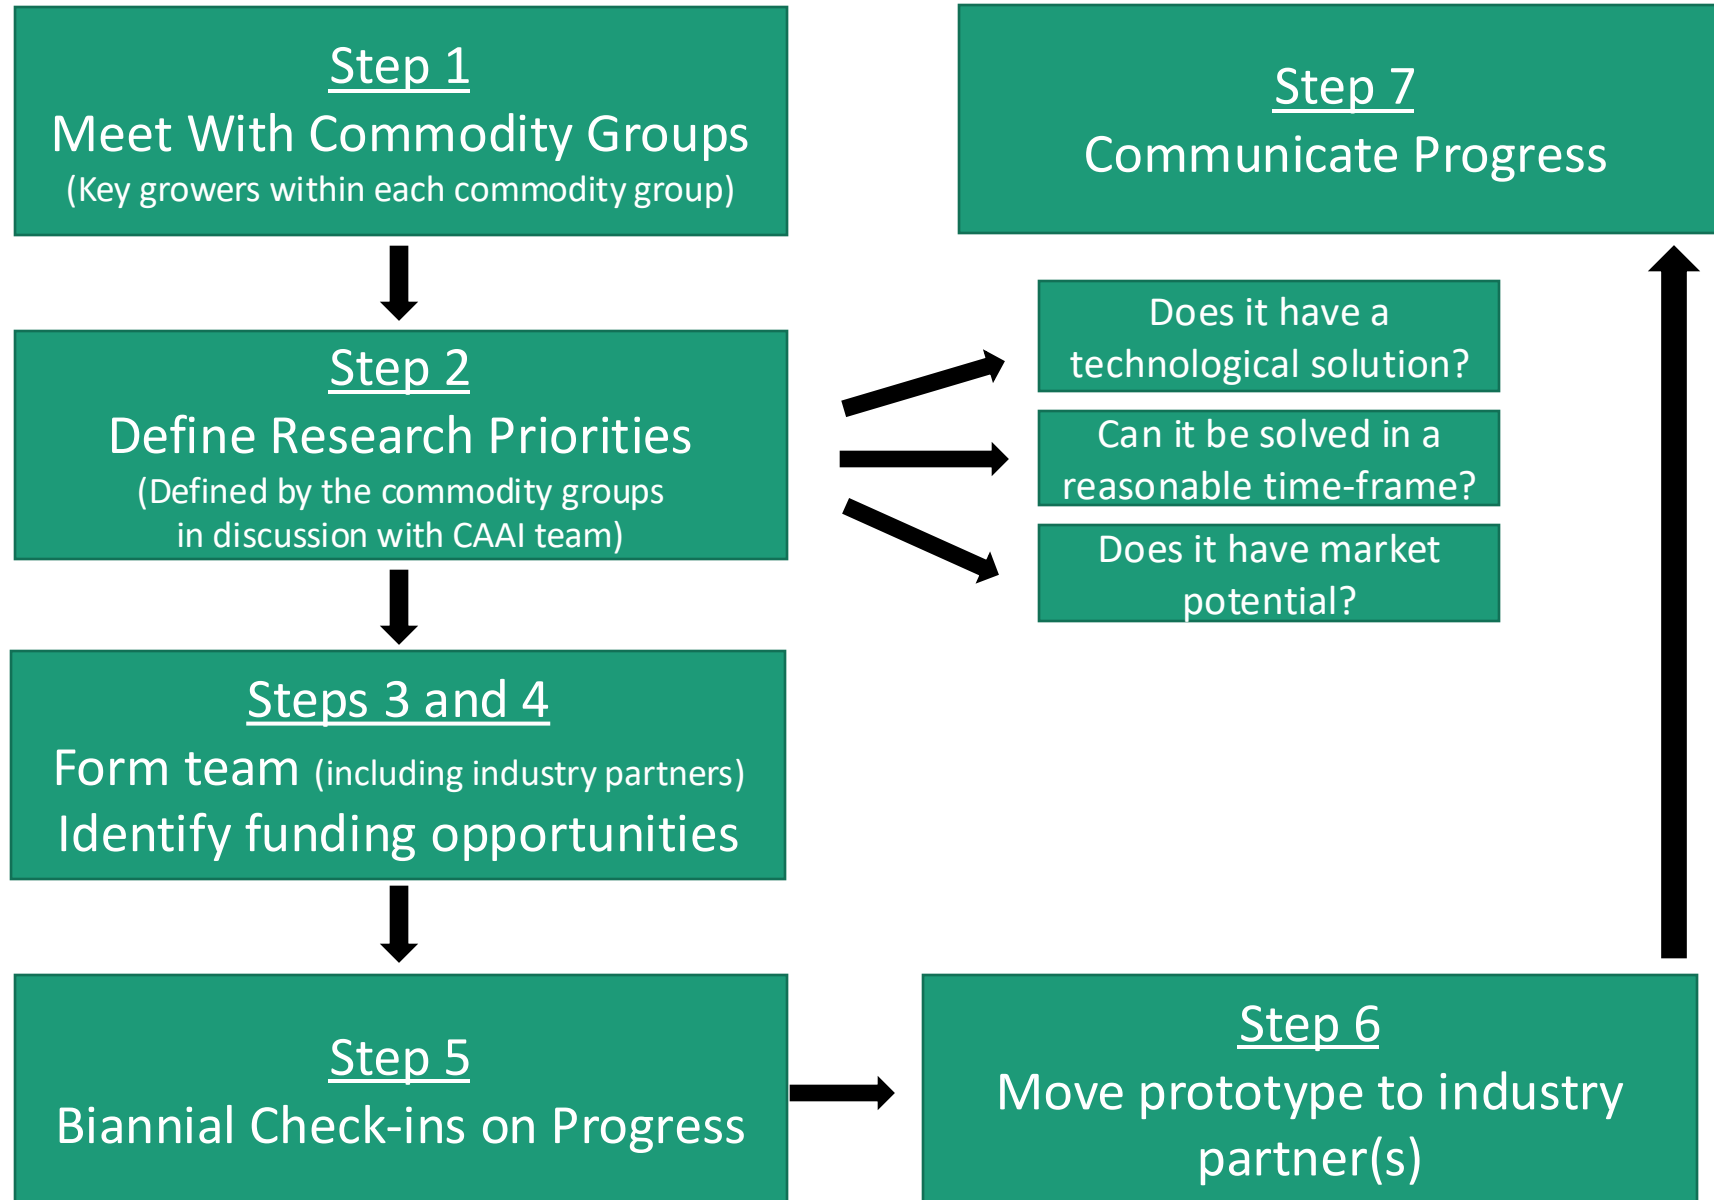 Step 1
Meet With Commodity Groups
(Key growers within each commodity group)
Step 2
Define Research Priorities
(Defined by the commodity groups
in discussion with CAAI team)
Does it have a
technological solution?
Can it be solved in a
reasonable time-frame?
Does it have market
potential?
Steps 3 and 4
Form team (including industry partners)
Identify funding opportunities
Step 5
Biannial Check-ins on Progress
Step 6
Move prototype to industry
partner(s)
Step 7
Communicate Progress